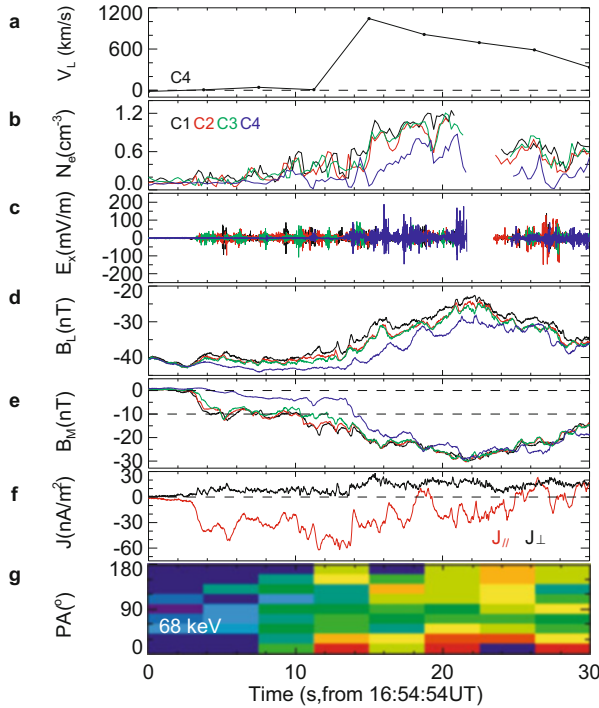 a
V_L (km/s)
1200
600
0
C4
b
N_e(cm⁻³)
1.2
0.6
0.0
C1 C2 C3 C4
c
E_x(mV/m)
200
100
0
-100
-200
d
B_L(nT)
-20
-30
-40
e
B_M(nT)
0
-10
-20
-30
f
J(nA/m²)
30
0
-30
-60
J_// J_⊥
g
PA(°)
180
90
0
68 keV
0 10 20 30
Time (s,from 16:54:54UT)